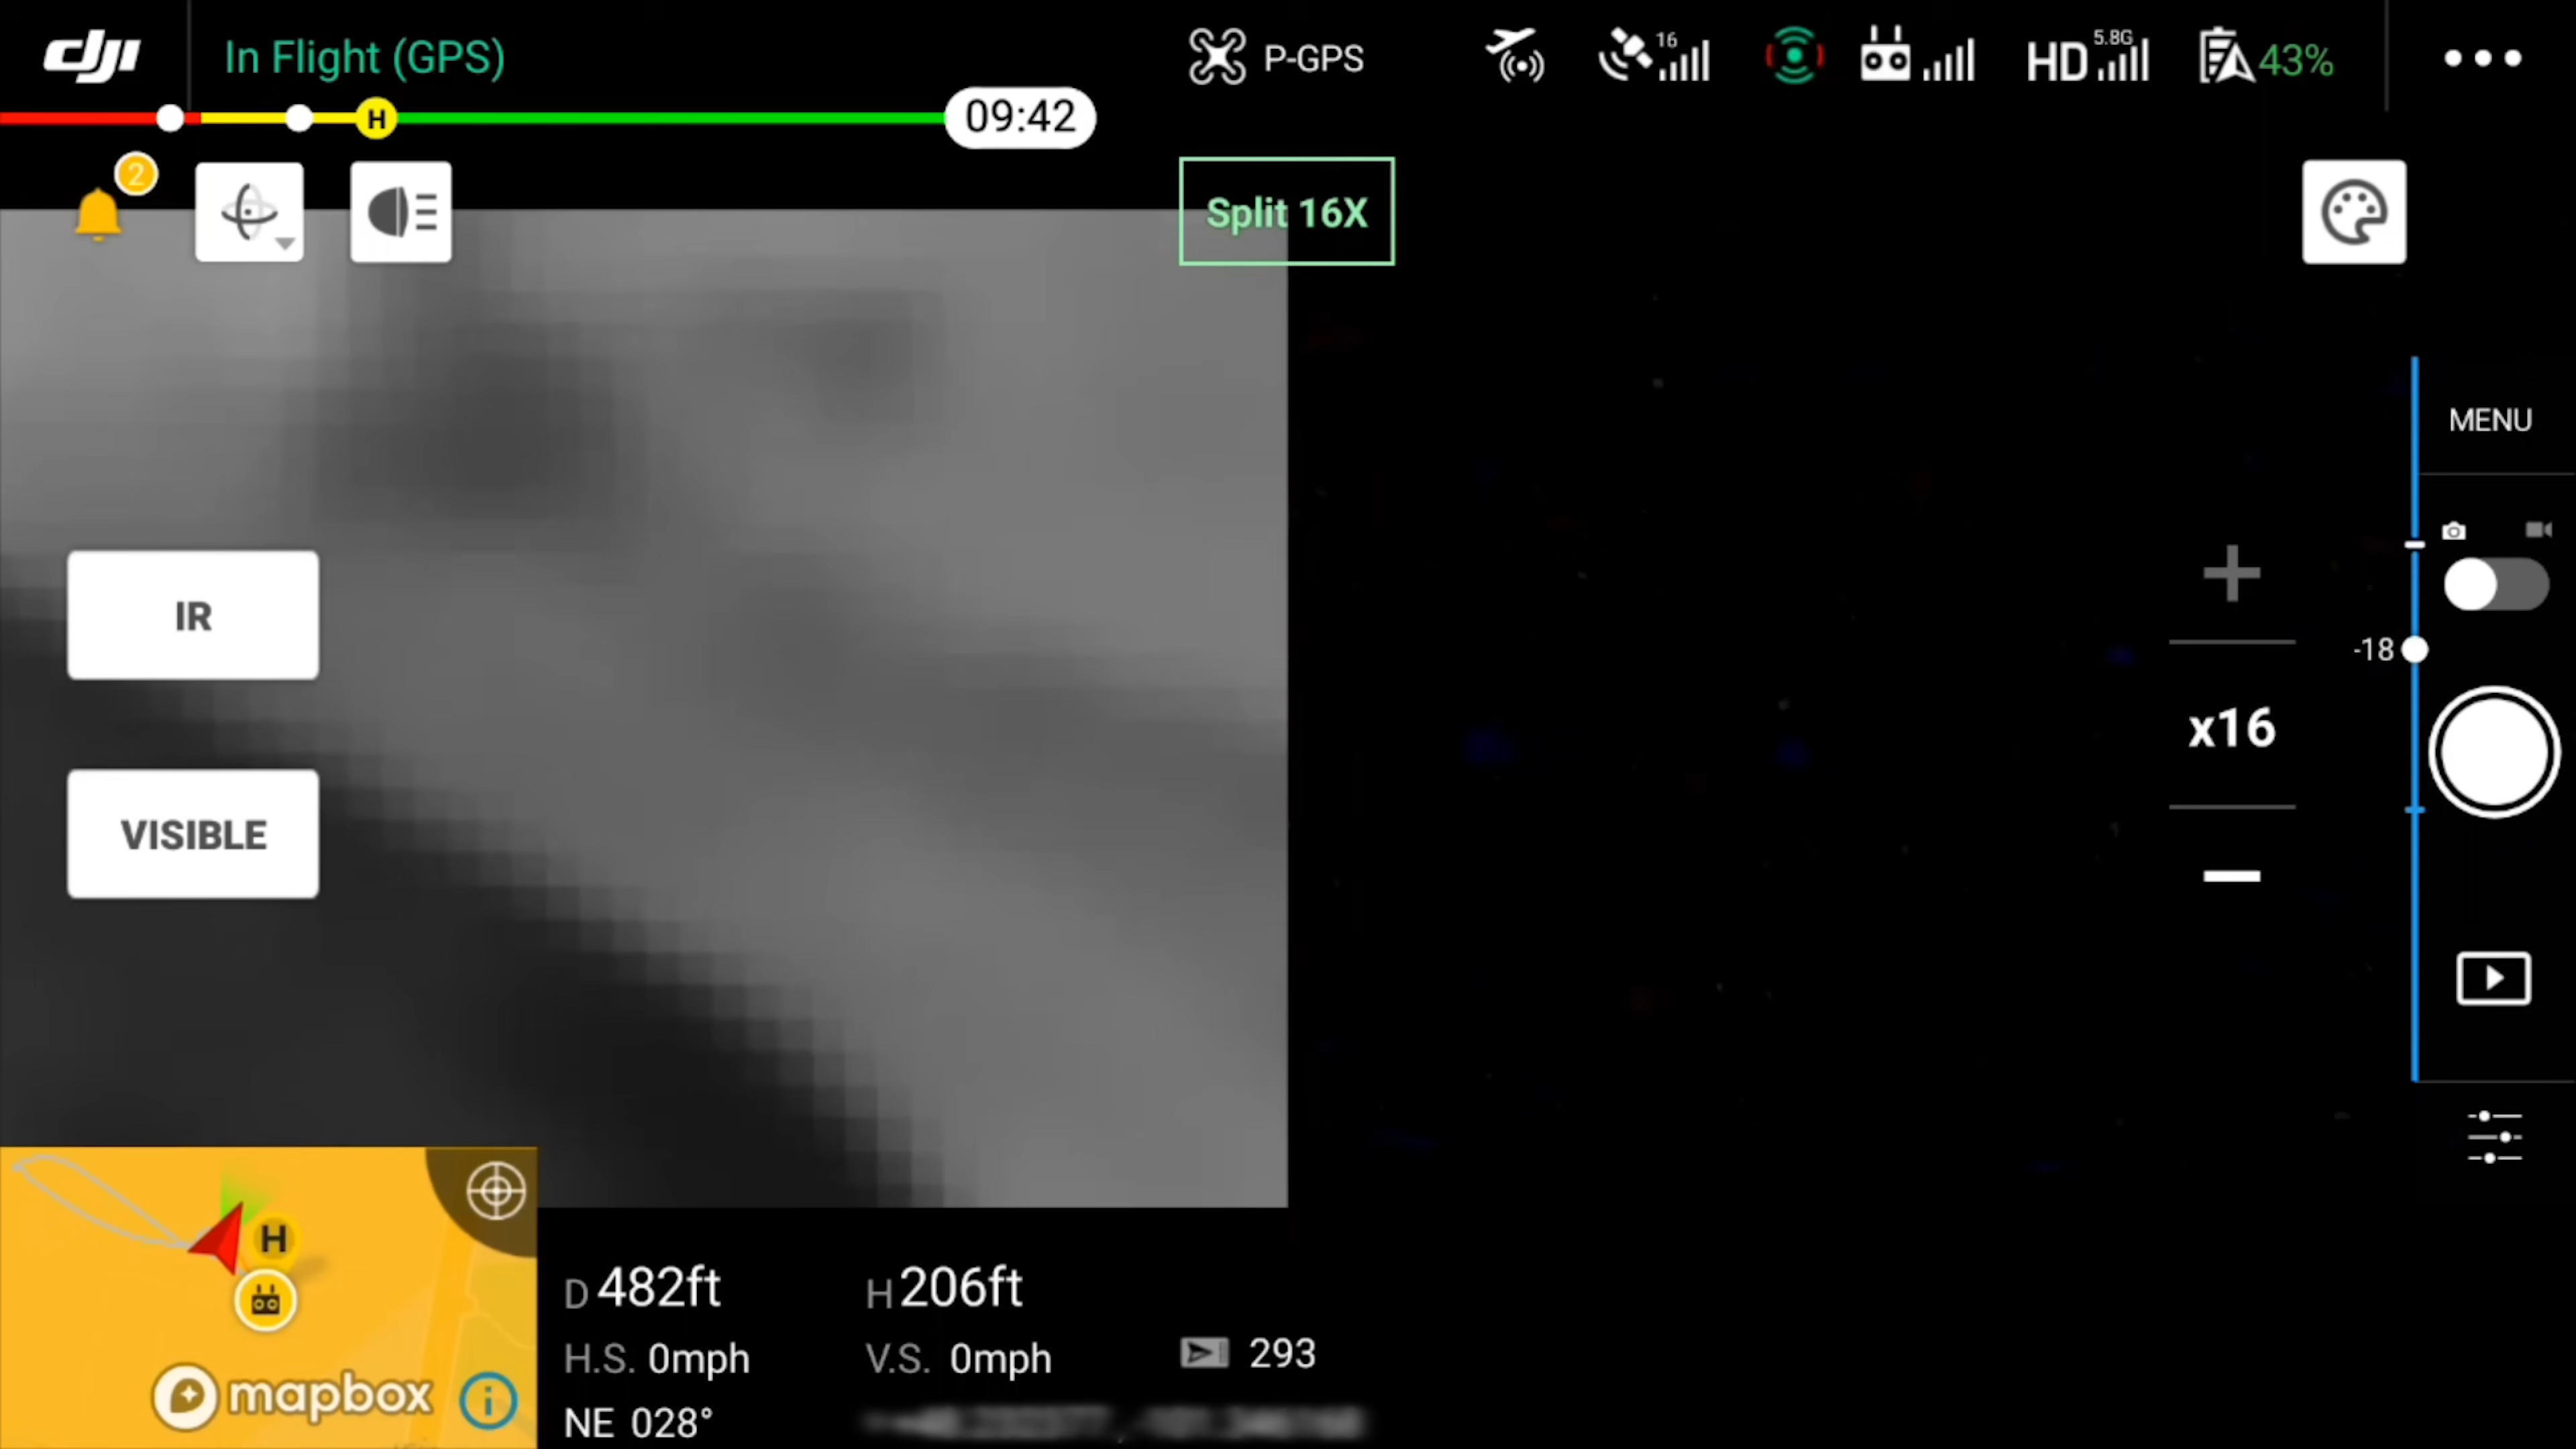 dji
In Flight (GPS)
P-GPS
16
HD
5.8G
43%
09:42
H
2
Split 16X
MENU
IR
-18
x16
VISIBLE
H
D 482ft
H 206ft
H.S. 0mph
V.S. 0mph
293
mapbox
NE 028°